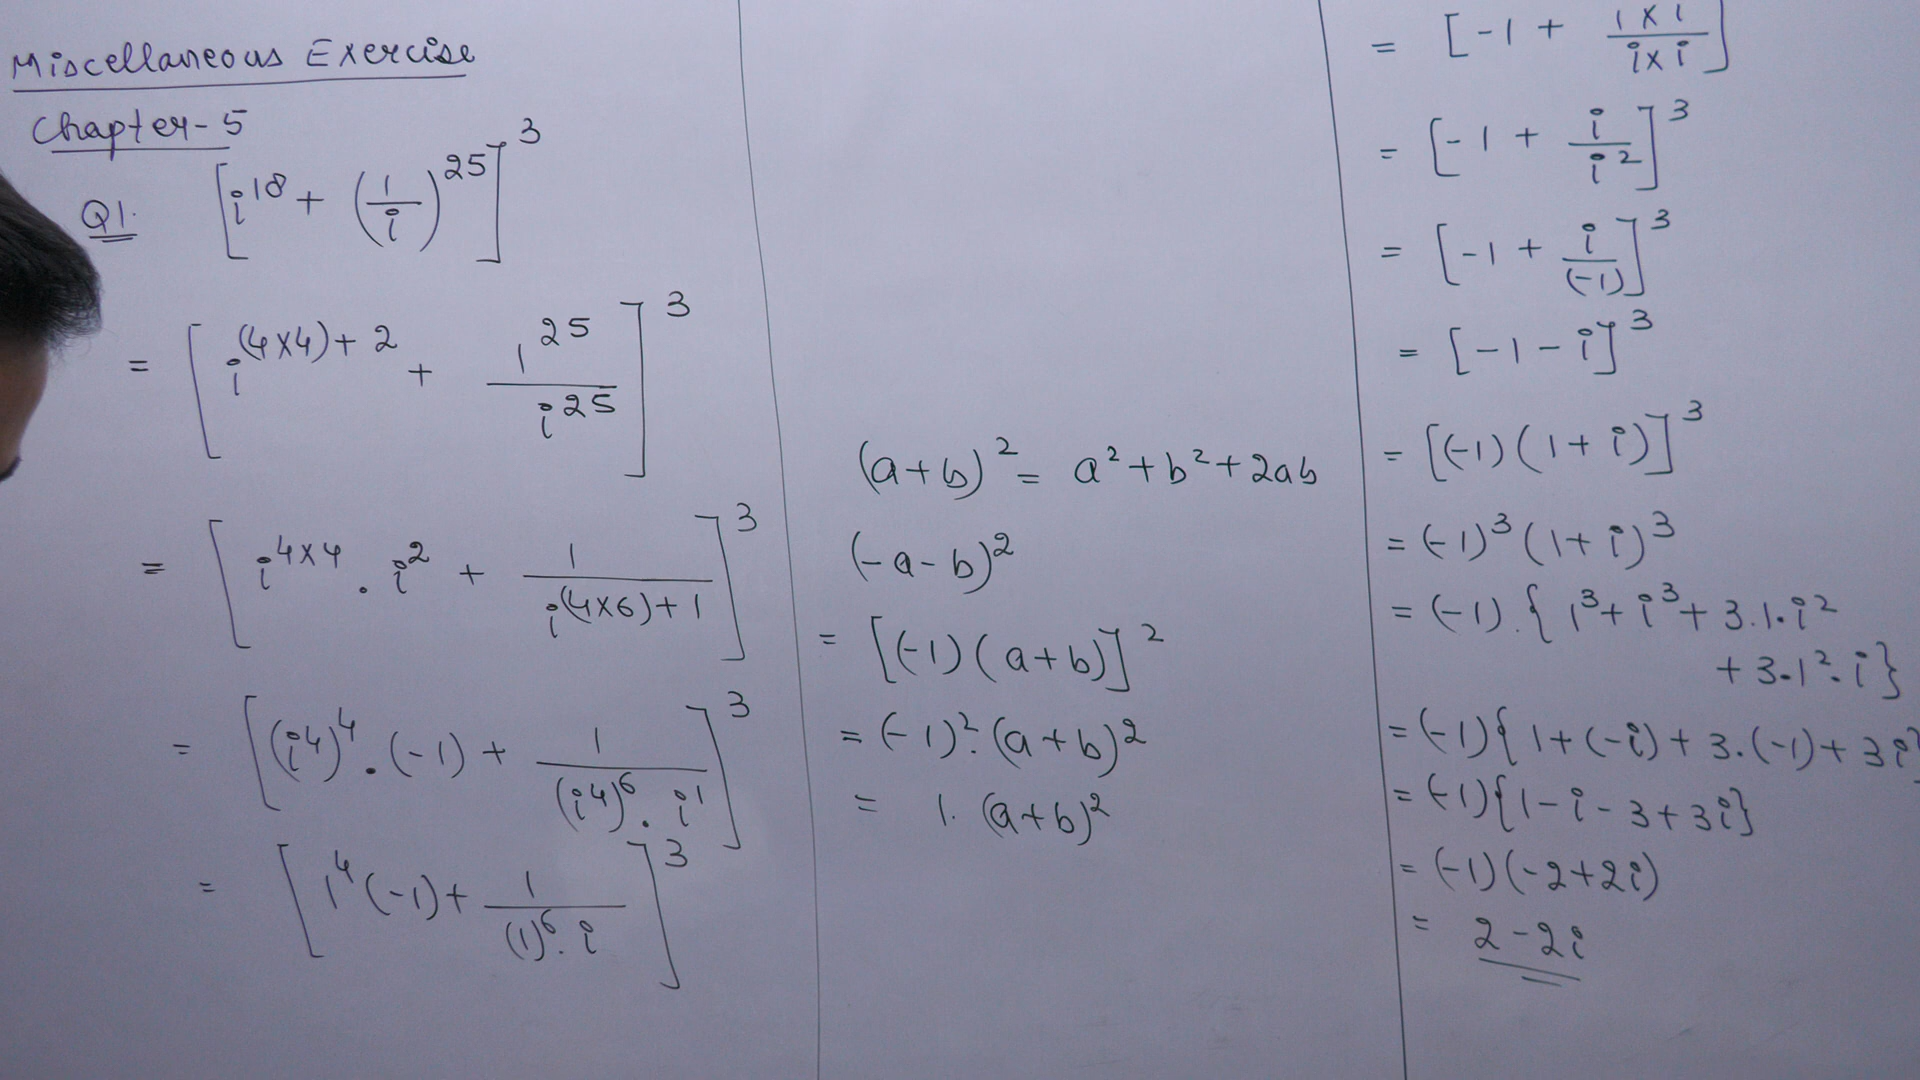 Miscellaneous Exercise
Chapter-5
Q1. [i^18 + (1/i)^25]^3
= [i^(4×4)+2 + 1^25/i^25]^3
= [i^4×4 . i^2 + 1/i^(4×6)+1]^3
= [(i^4)^4 . (-1) + 1/(i^4)^6 . i^1]^3
= [1^4 (-1) + 1/(1)^6 . i]^3
(a+b)^2 = a^2 + b^2 + 2ab
(-a-b)^2
= [(-1)(a+b)]^2
= (-1)^2 . (a+b)^2
= 1. (a+b)^2
= [-1 + 1×i/i×i]
= [-1 + i/i^2]^3
= [-1 + i/(-1)]^3
= [-1 - i]^3
= [(-1)(1+i)]^3
= (-1)^3 (1+i)^3
= (-1).{1^3 + i^3 + 3.1.i^2
+ 3.1^2.i}
= (-1){1+(-i)+3.(-1)+3i}
= (-1){1-i-3+3i}
= (-1)(-2+2i)
= 2-2i